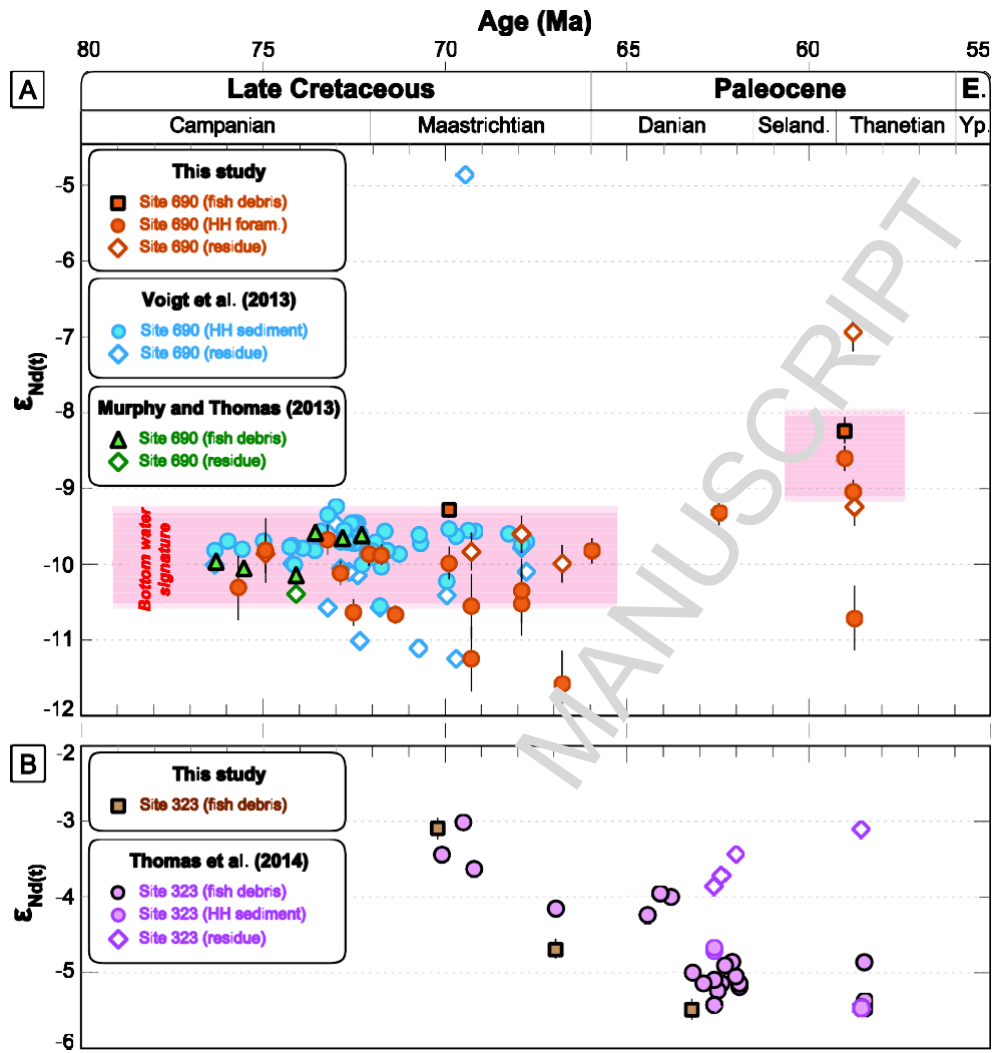 Age (Ma)
80 75 70 65 60 55
A
Late Cretaceous Paleocene E.
Campanian Maastrichtian Danian Seland. Thanetian Yp.
-5
-6
-7
-8
-9
-10
-11
-12
εNd(t)
This study
Site 690 (fish debris)
Site 690 (HH foram.)
Site 690 (residue)
Voigt et al. (2013)
Site 690 (HH sediment)
Site 690 (residue)
Murphy and Thomas (2013)
Site 690 (fish debris)
Site 690 (residue)
Bottom water
signature
MANUSCRIPT
B
-2
-3
-4
-5
-6
εNd(t)
This study
Site 323 (fish debris)
Thomas et al. (2014)
Site 323 (fish debris)
Site 323 (HH sediment)
Site 323 (residue)